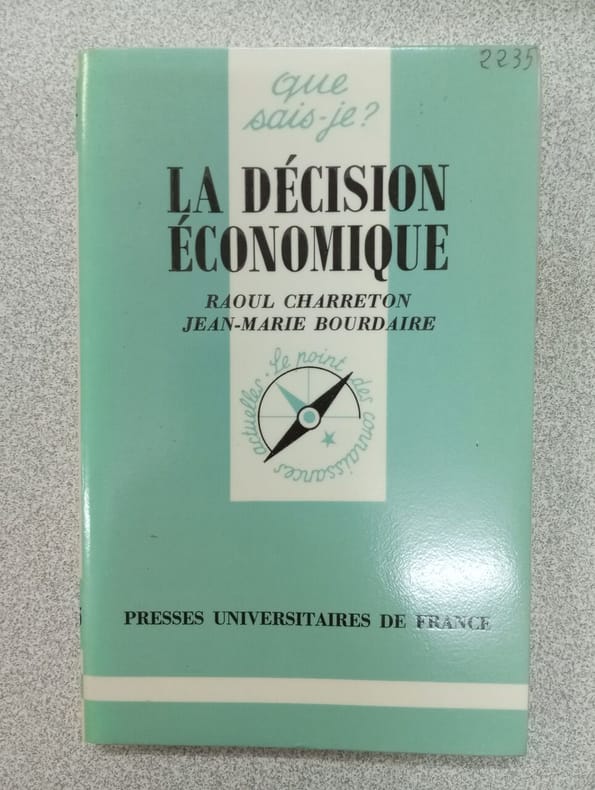 2235
que
sais-je?
LA DÉCISION
ÉCONOMIQUE
RAOUL CHARRETON
JEAN-MARIE BOURDAIRE
Le point des connaissances actuelles.
PRESSES UNIVERSITAIRES DE FRANCE